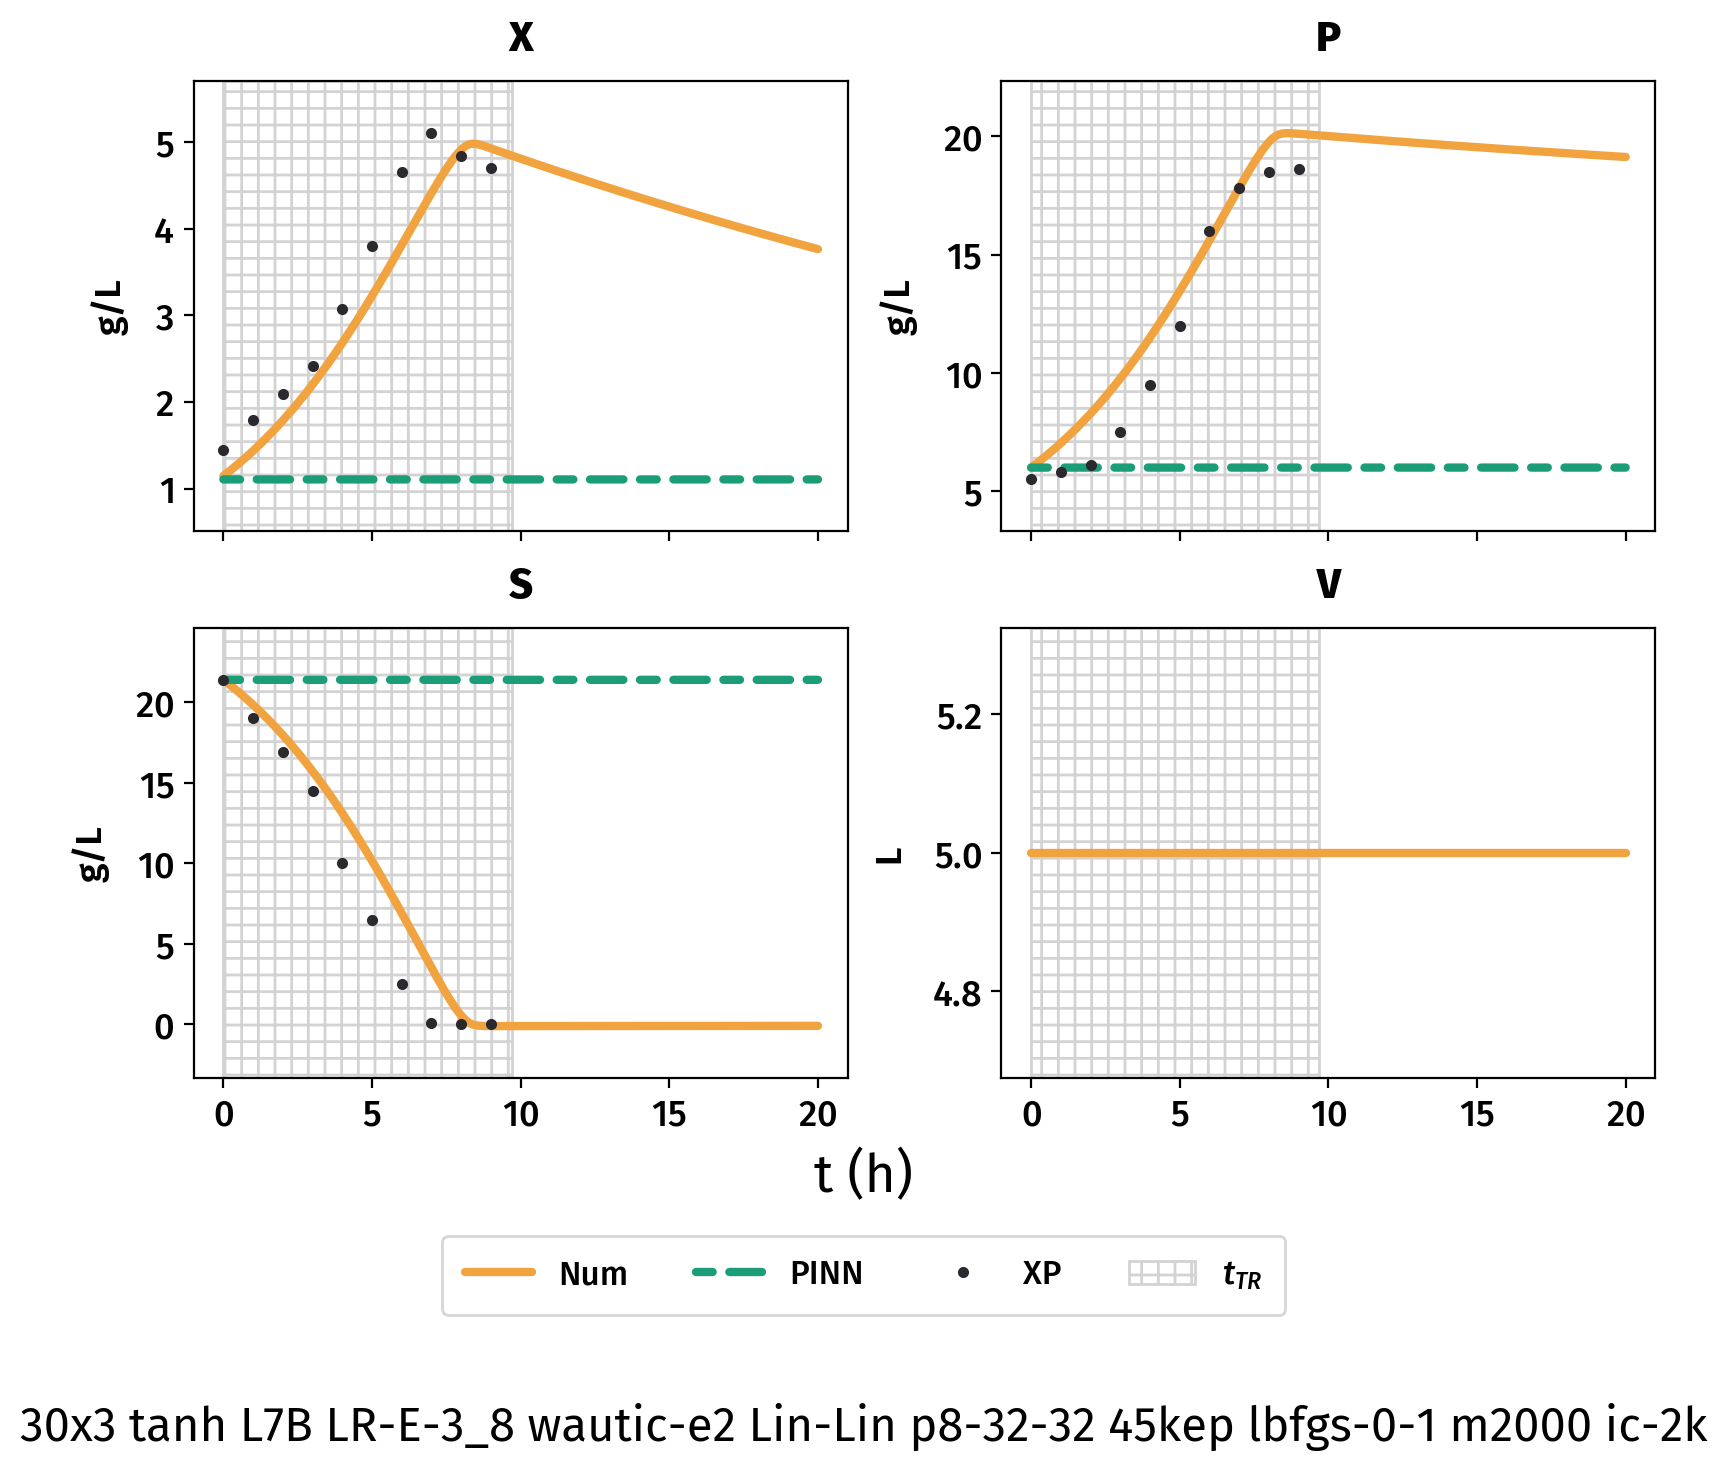 X
5
4
3
2
1
g/L
P
20
15
10
5
g/L
S
20
15
10
5
0
g/L
0 5 10 15 20
V
5.2
5.0
4.8
L
0 5 10 15 20
t (h)
Num PINN XP tTR
30x3 tanh L7B LR-E-3_8 wautic-e2 Lin-Lin p8-32-32 45kep lbfgs-0-1 m2000 ic-2k